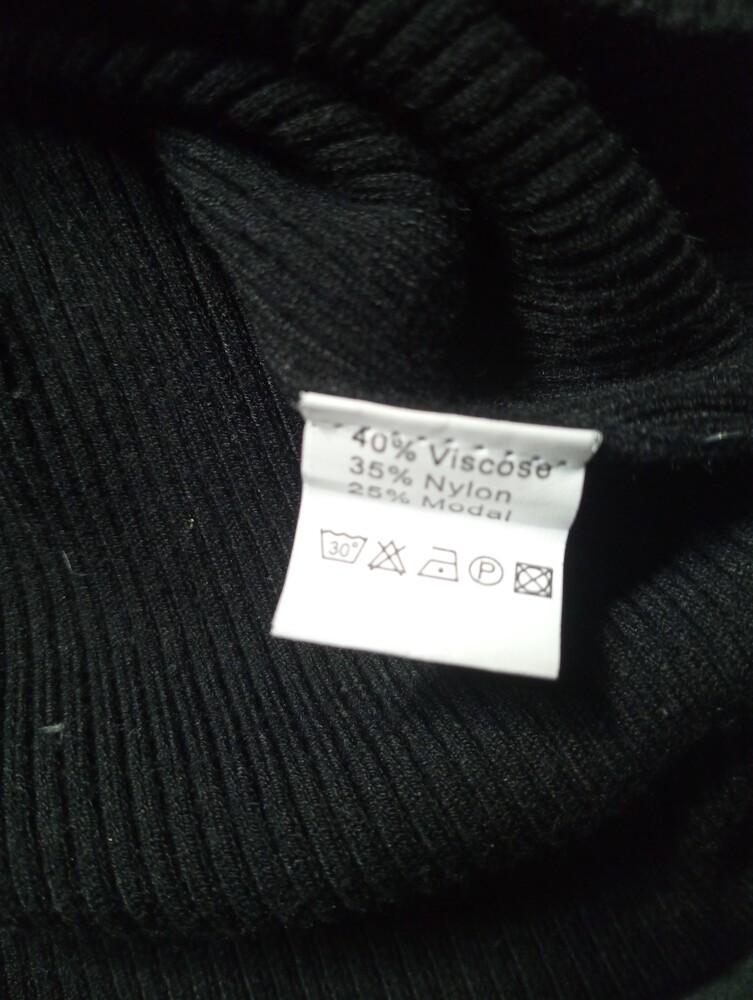 40% Viscose
35% Nylon
25% Modal
30° P